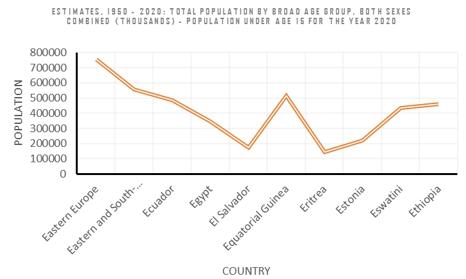 ESTIMATES, 1950 - 2020: TOTAL POPULATION BY BROAD AGE GROUP, BOTH SEXES
COMBINED (THOUSANDS) - POPULATION UNDER AGE 15 FOR THE YEAR 2020
POPULATION
800000
700000
600000
500000
400000
300000
200000
100000
0
Eastern Europe
Eastern and South-...
Ecuador
Egypt
El Salvador
Equatorial Guinea
Eritrea
Estonia
Eswatini
Ethiopia
COUNTRY